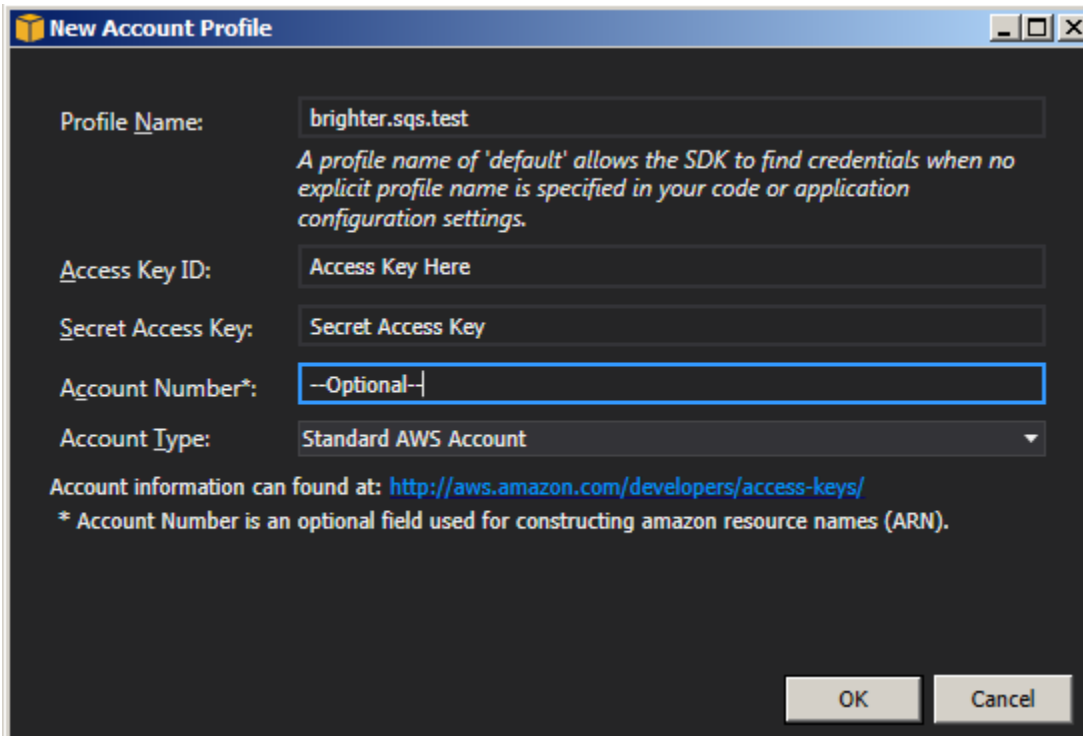 New Account Profile
Profile Name: brighter.sqs.test
A profile name of 'default' allows the SDK to find credentials when no
explicit profile name is specified in your code or application
configuration settings.
Access Key ID: Access Key Here
Secret Access Key: Secret Access Key
Account Number*: --Optional--
Account Type: Standard AWS Account
Account information can found at: http://aws.amazon.com/developers/access-keys/
* Account Number is an optional field used for constructing amazon resource names (ARN).
OK Cancel